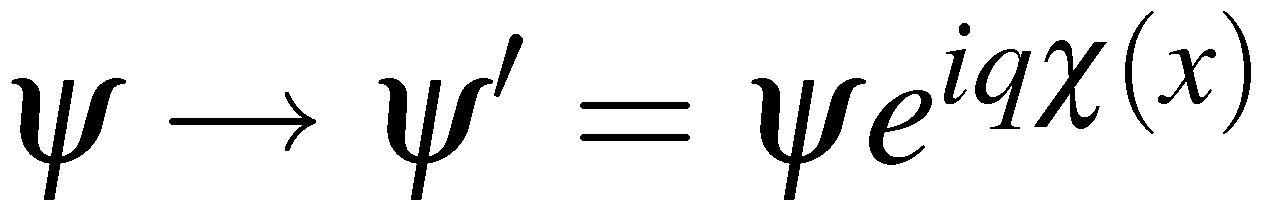 ψ → ψ′ = ψe^{iqχ(x)}